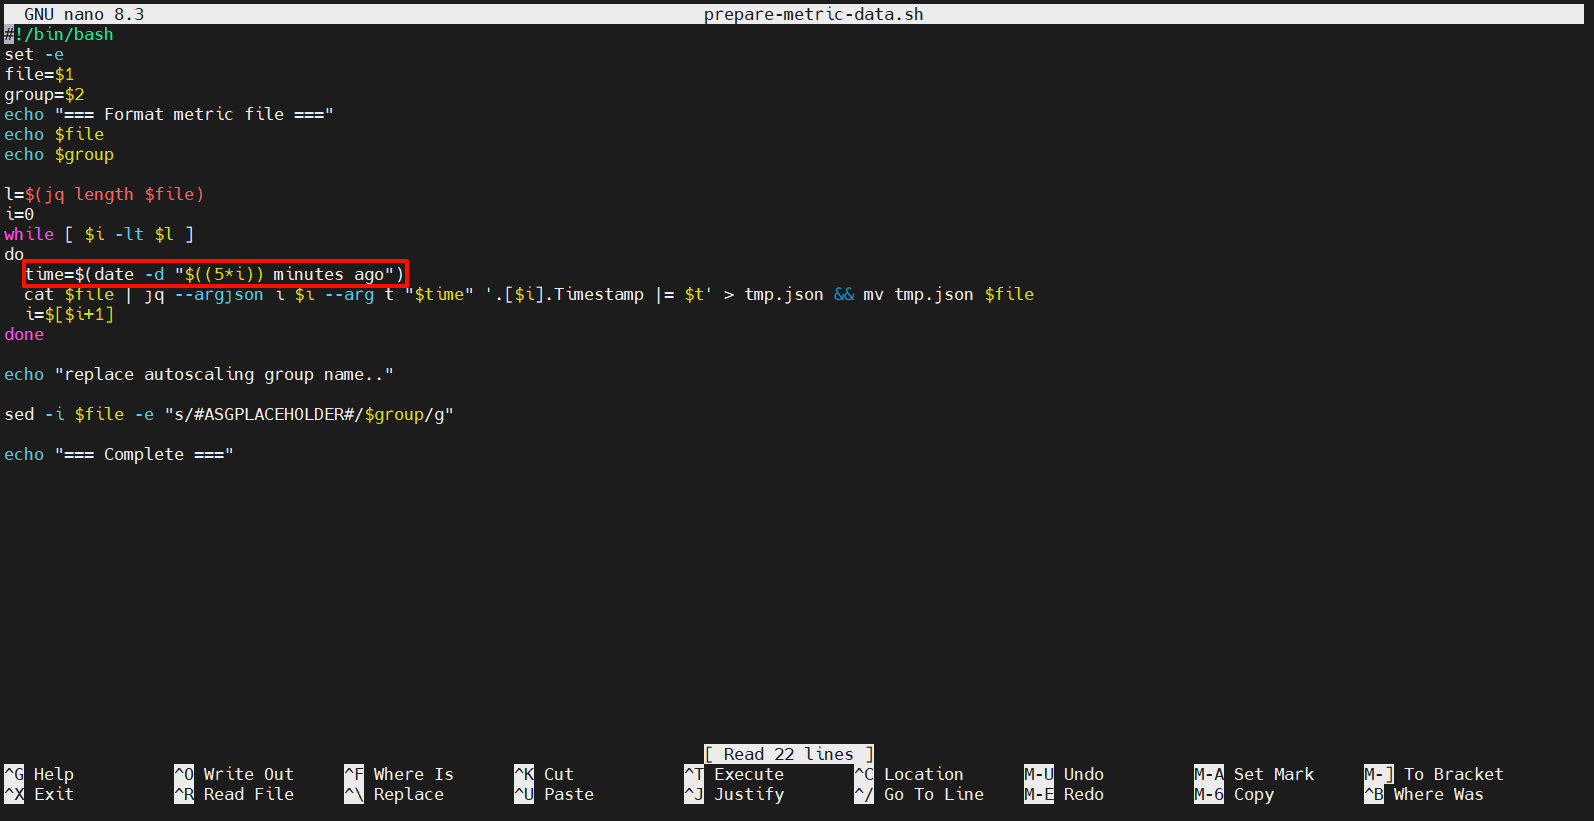 GNU nano 8.3 prepare-metric-data.sh
#!/bin/bash
set -e
file=$1
group=$2
echo "=== Format metric file ==="
echo $file
echo $group
l=$(jq length $file)
i=0
while [ $i -lt $l ]
do
  time=$(date -d "$((5*i)) minutes ago")
  cat $file | jq --argjson i $i --arg t "$time" '.[$i].Timestamp |= $t' > tmp.json && mv tmp.json $file
  i=$[$i+1]
done
echo "replace autoscaling group name.."
sed -i $file -e "s/#ASGPLACEHOLDER#/$group/g"
echo "=== Complete ==="
[ Read 22 lines ]
^G Help ^O Write Out ^F Where Is ^K Cut ^T Execute ^C Location M-U Undo M-A Set Mark M-] To Bracket
^X Exit ^R Read File ^\ Replace ^U Paste ^J Justify ^/ Go To Line M-E Redo M-6 Copy ^B Where Was